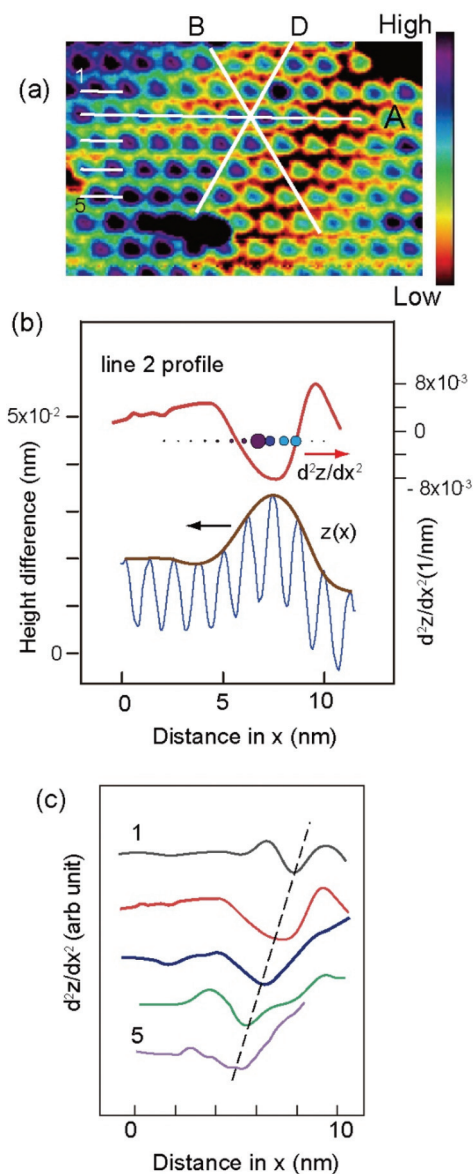 B D High
(a)
1
A
5
Low
(b)
line 2 profile
8x10⁻³
5x10⁻²
0
d²z/dx²
- 8x10⁻³
z(x)
Height difference (nm)
d²z/dx²(1/nm)
0
0 5 10
Distance in x (nm)
(c)
1
d²z/dx² (arb unit)
5
0 10
Distance in x (nm)